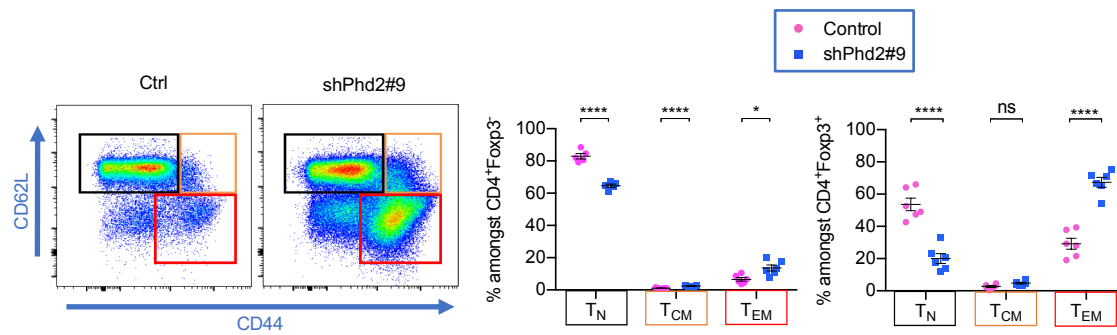 Control
shPhd2#9
Ctrl
shPhd2#9
CD62L
CD44
% amongst CD4⁺Foxp3⁻
100
80
60
40
20
0
****
****
*
T_N
T_CM
T_EM
% amongst CD4⁺Foxp3⁺
100
80
60
40
20
0
****
ns
****
T_N
T_CM
T_EM